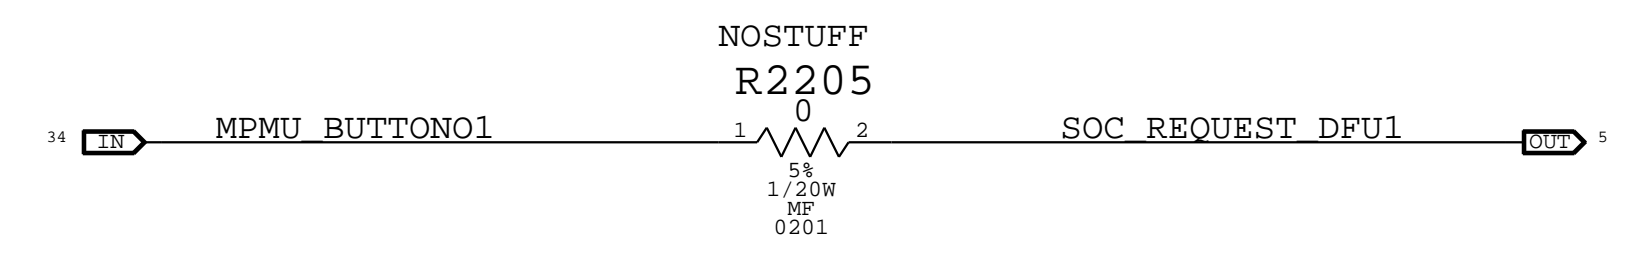 NOSTUFF
R2205
0
34 IN MPMU_BUTTONO1 1 2 SOC_REQUEST_DFU1 OUT 5
5%
1/20W
MF
0201